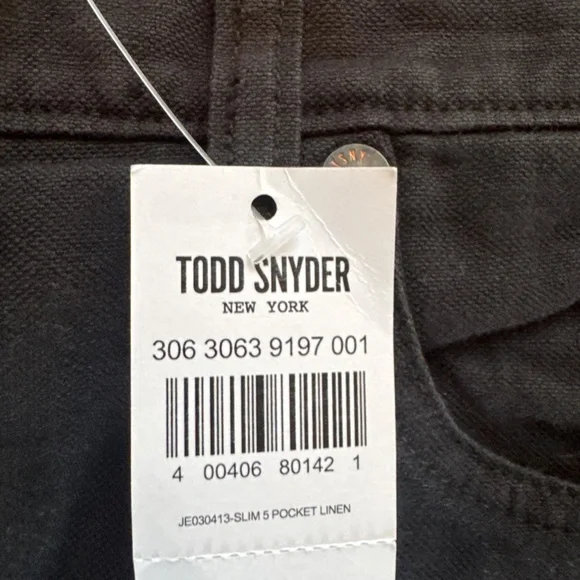 TODD SNYDER
NEW YORK
306 3063 9197 001
4 00406 80142 1
JE030413-SLIM 5 POCKET LINEN